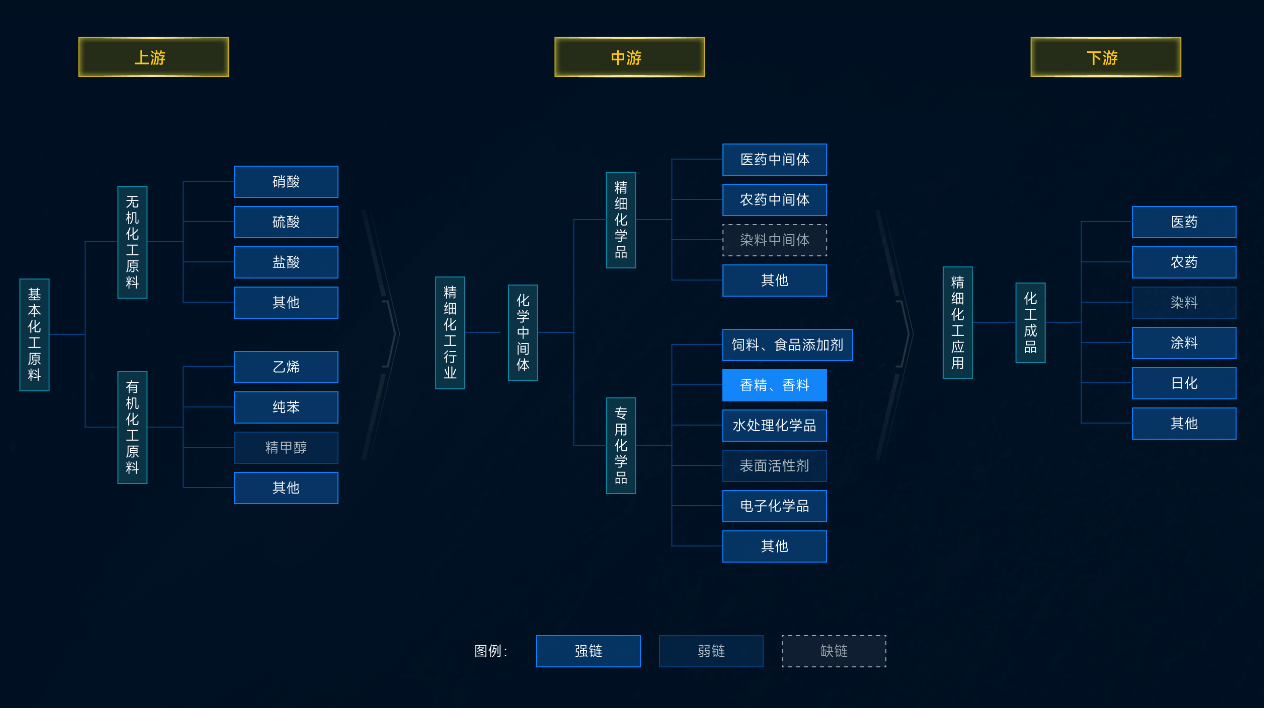 上游
中游
下游
基本化工原料
无机化工原料
硝酸
硫酸
盐酸
其他
有机化工原料
乙烯
纯苯
精甲醇
其他
精细化工行业
化学中间体
精细化学品
医药中间体
农药中间体
染料中间体
其他
专用化学品
饲料、食品添加剂
香精、香料
水处理化学品
表面活性剂
电子化学品
其他
精细化工应用
化工成品
医药
农药
染料
涂料
日化
其他
图例：
强链
弱链
缺链